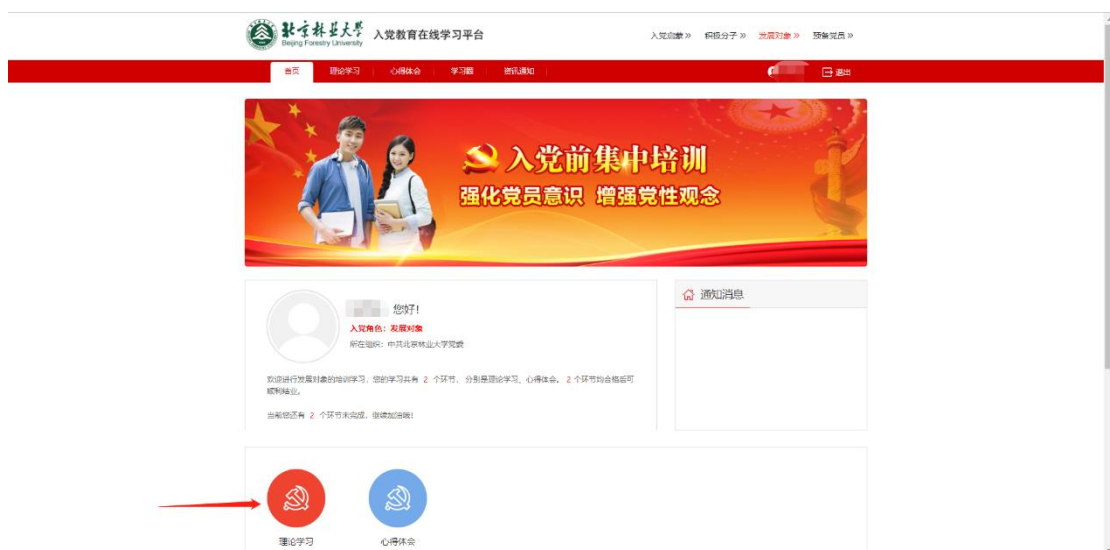 北京林业大学
Beijing Forestry University
入党教育在线学习平台
入党启蒙» 积极分子» 发展对象» 预备党员»
首页 理论学习 心得体会 学习圈 资讯通知
退出
入党前集中培训
强化党员意识 增强党性观念
您好!
入党角色:发展对象
所在组织:中共北京林业大学党委
欢迎进行发展对象的培训学习,您的学习共有 2 个环节,分别是理论学习、心得体会。2 个环节均合格后可
顺利结业。
当前您还有 2 个环节未完成,继续加油哦!
通知消息
理论学习 心得体会